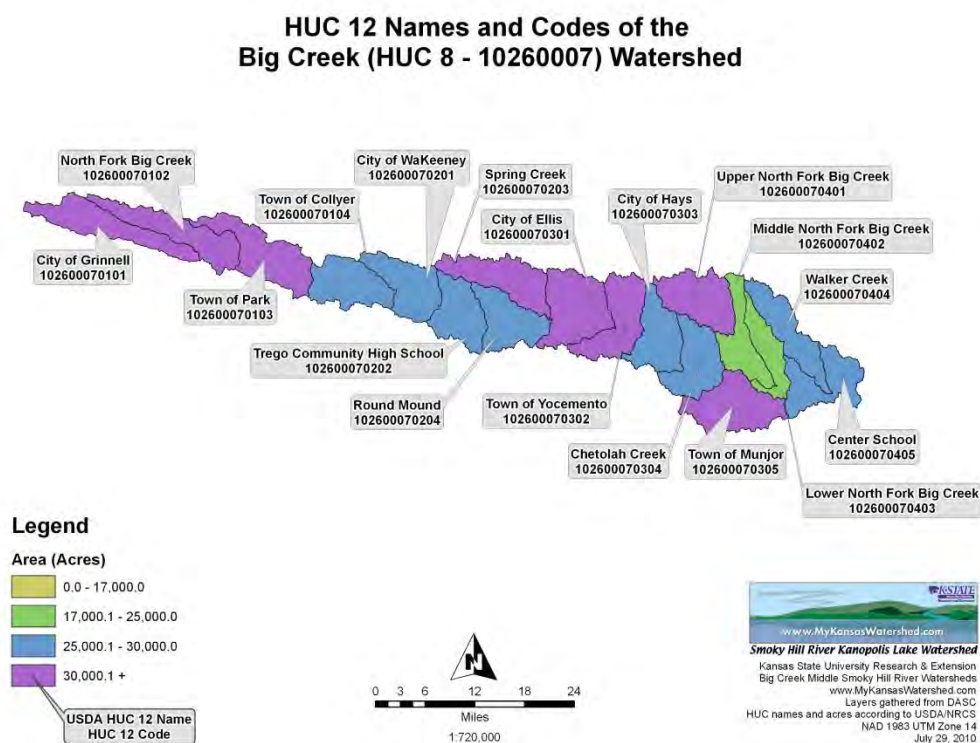 HUC 12 Names and Codes of the
Big Creek (HUC 8 - 10260007) Watershed
North Fork Big Creek
102600070102
City of WaKeeney
102600070201
Spring Creek
102600070203
Upper North Fork Big Creek
102600070401
Town of Collyer
102600070104
City of Ellis
102600070301
City of Hays
102600070303
Middle North Fork Big Creek
102600070402
City of Grinnell
102600070101
Walker Creek
102600070404
Town of Park
102600070103
Trego Community High School
102600070202
Round Mound
102600070204
Town of Yocemento
102600070302
Chetolah Creek
102600070304
Town of Munjor
102600070305
Center School
102600070405
Lower North Fork Big Creek
102600070403
Legend
Area (Acres)
0.0 - 17,000.0
17,000.1 - 25,000.0
25,000.1 - 30,000.0
30,000.1 +
USDA HUC 12 Name
HUC 12 Code
N
0 3 6 12 18 24
Miles
1:720,000
K-STATE
www.MyKansasWatershed.com
Smoky Hill River Kanopolis Lake Watershed
Kansas State University Research & Extension
Big Creek Middle Smoky Hill River Watersheds
www.MyKansasWatershed.com
Layers gathered from DASC
HUC names and acres according to USDA/NRCS
NAD 1983 UTM Zone 14
July 29, 2010